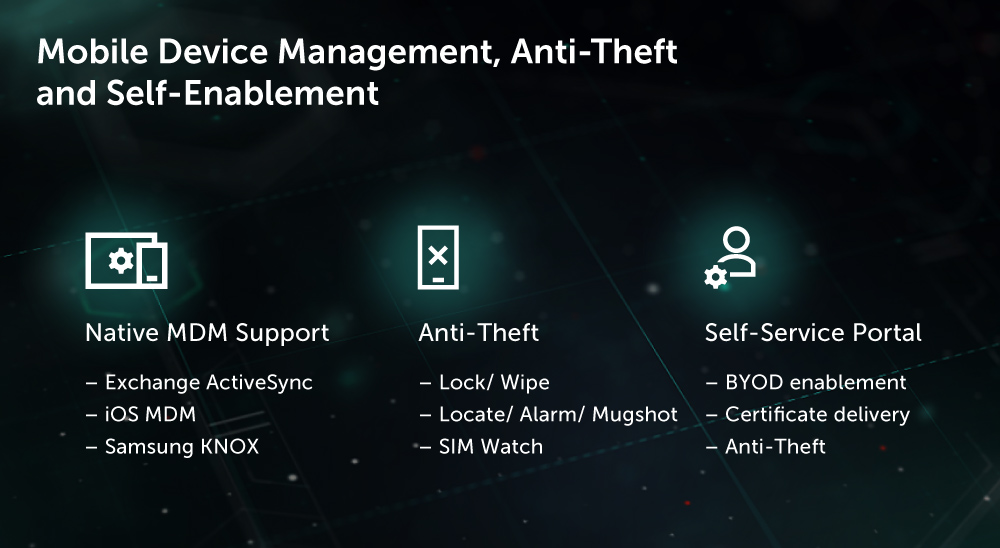 Mobile Device Management, Anti-Theft
and Self-Enablement
Native MDM Support
– Exchange ActiveSync
– iOS MDM
– Samsung KNOX
Anti-Theft
– Lock/ Wipe
– Locate/ Alarm/ Mugshot
– SIM Watch
Self-Service Portal
– BYOD enablement
– Certificate delivery
– Anti-Theft